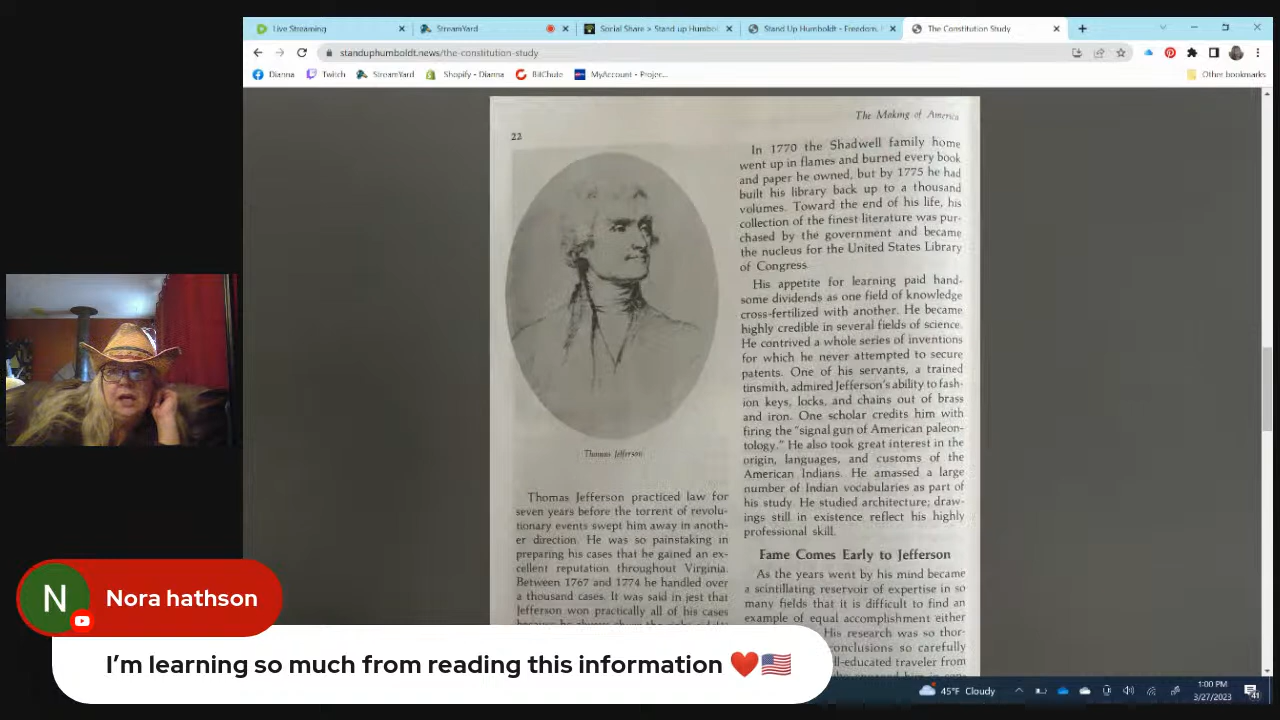 Live Streaming
StreamYard
Social Share > Stand up Humbo
Stand Up Humboldt - Freedom.
The Constitution Study
standuphumboldt.news/the-constitution-study
Dianna
Twitch
StreamYard
Shopify - Dianna
BitChute
MyAccount - Projec...
Other bookmarks
The Making of America
22
Thomas Jefferson
Thomas Jefferson practiced law for
seven years before the torrent of revolu-
tionary events swept him away in anoth-
er direction. He was so painstaking in
preparing his cases that he gained an ex-
cellent reputation throughout Virginia.
Between 1767 and 1774 he handled over
a thousand cases. It was said in jest that
Jefferson won practically all of his cases
In 1770 the Shadwell family home
went up in flames and burned every book
and paper he owned, but by 1775 he had
built his library back up to a thousand
volumes. Toward the end of his life, his
collection of the finest literature was pur-
chased by the government and became
the nucleus for the United States Library
of Congress.
His appetite for learning paid hand-
some dividends as one field of knowledge
cross-fertilized with another. He became
highly credible in several fields of science.
He contrived a whole series of inventions
for which he never attempted to secure
patents. One of his servants, a trained
tinsmith, admired Jefferson's ability to fash-
ion keys, locks, and chains out of brass
and iron. One scholar credits him with
firing the "signal gun of American paleon-
tology." He also took great interest in the
origin, languages, and customs of the
American Indians. He amassed a large
number of Indian vocabularies as part of
his study. He studied architecture; draw-
ings still in existence reflect his highly
professional skill.
Fame Comes Early to Jefferson
As the years went by his mind became
a scintillating reservoir of expertise in so
many fields that it is difficult to find an
example of equal accomplishment either
His research was so thor-
conclusions so carefully
ll-educated traveler from
N
Nora hathson
I'm learning so much from reading this information ❤️🇺🇸
45°F Cloudy
1:00 PM
3/27/2023
41